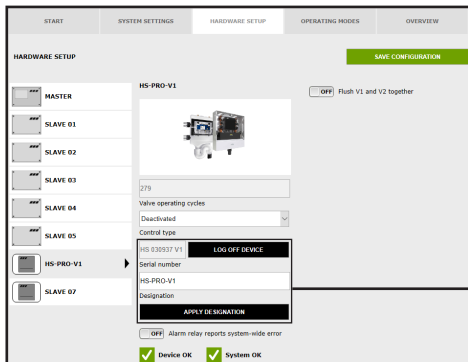 START SYSTEM SETTINGS HARDWARE SETUP OPERATING MODES OVERVIEW
HARDWARE SETUP
SAVE CONFIGURATION
MASTER
SLAVE 01
SLAVE 02
SLAVE 03
SLAVE 04
SLAVE 05
HS-PRO-V1
SLAVE 07
HS-PRO-V1
279
Valve operating cycles
Deactivated
Control type
HS 030937 V1 LOG OFF DEVICE
Serial number
HS-PRO-V1
Designation
APPLY DESIGNATION
OFF Alarm relay reports system-wide error
Device OK System OK
OFF Flush V1 and V2 together